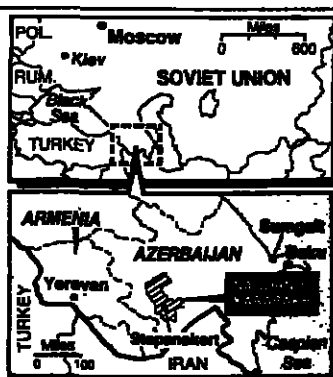 POL.
Moscow
Miles
0 600
Kiev
RUM.
SOVIET UNION
Black
Sea
TURKEY
ARMENIA
AZERBAIJAN
Sumgait
Baku
Yerevan
TURKEY
Stepanakert
Caspian
Sea
Miles
0 100
IRAN